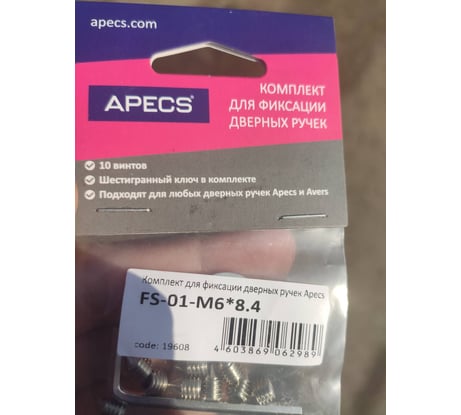 apecs.com
APECS
КОМПЛЕКТ
ДЛЯ ФИКСАЦИИ
ДВЕРНЫХ РУЧЕК
10 винтов
Шестигранный ключ в комплекте
Подходят для любых дверных ручек Apecs и Avers
Комплект для фиксации дверных ручек Apecs
FS-01-M6*8.4
code: 19608
4 603869 062989